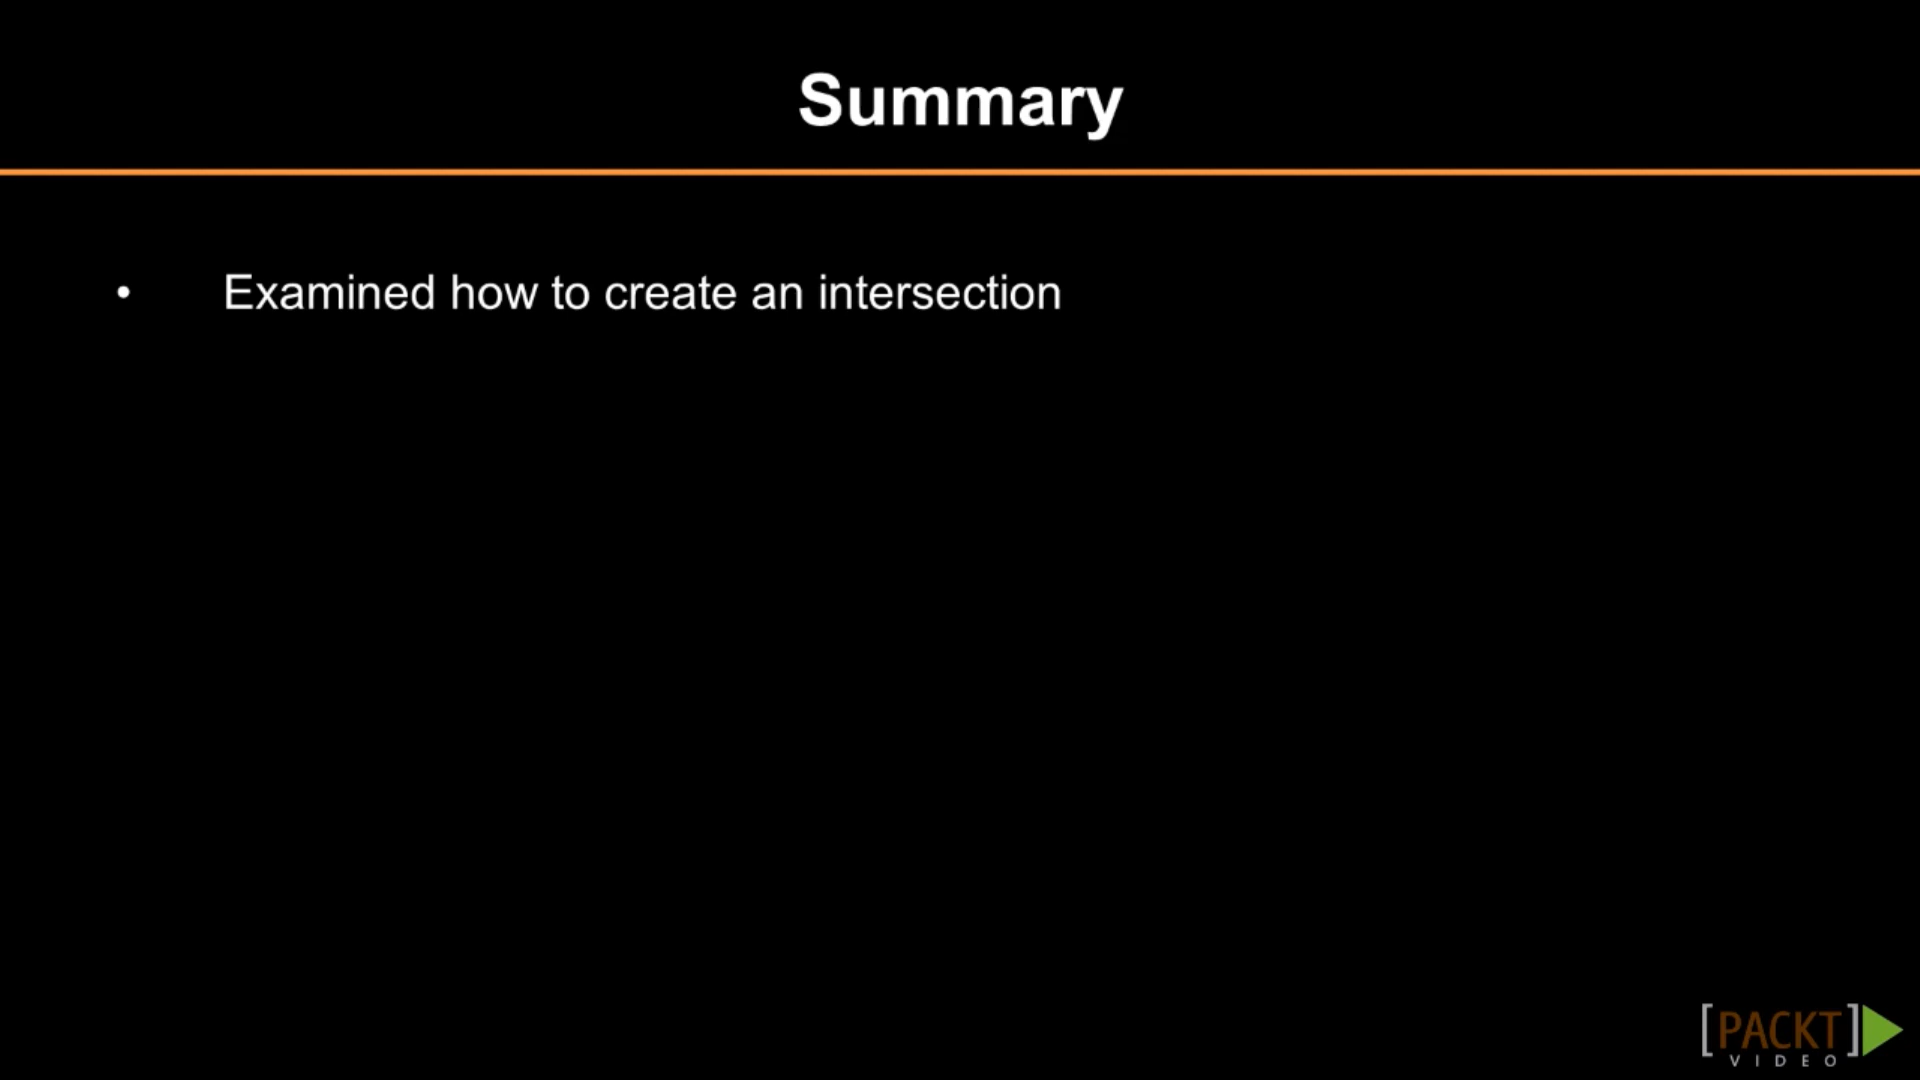 Summary
• Examined how to create an intersection
[PACKT]
VIDEO